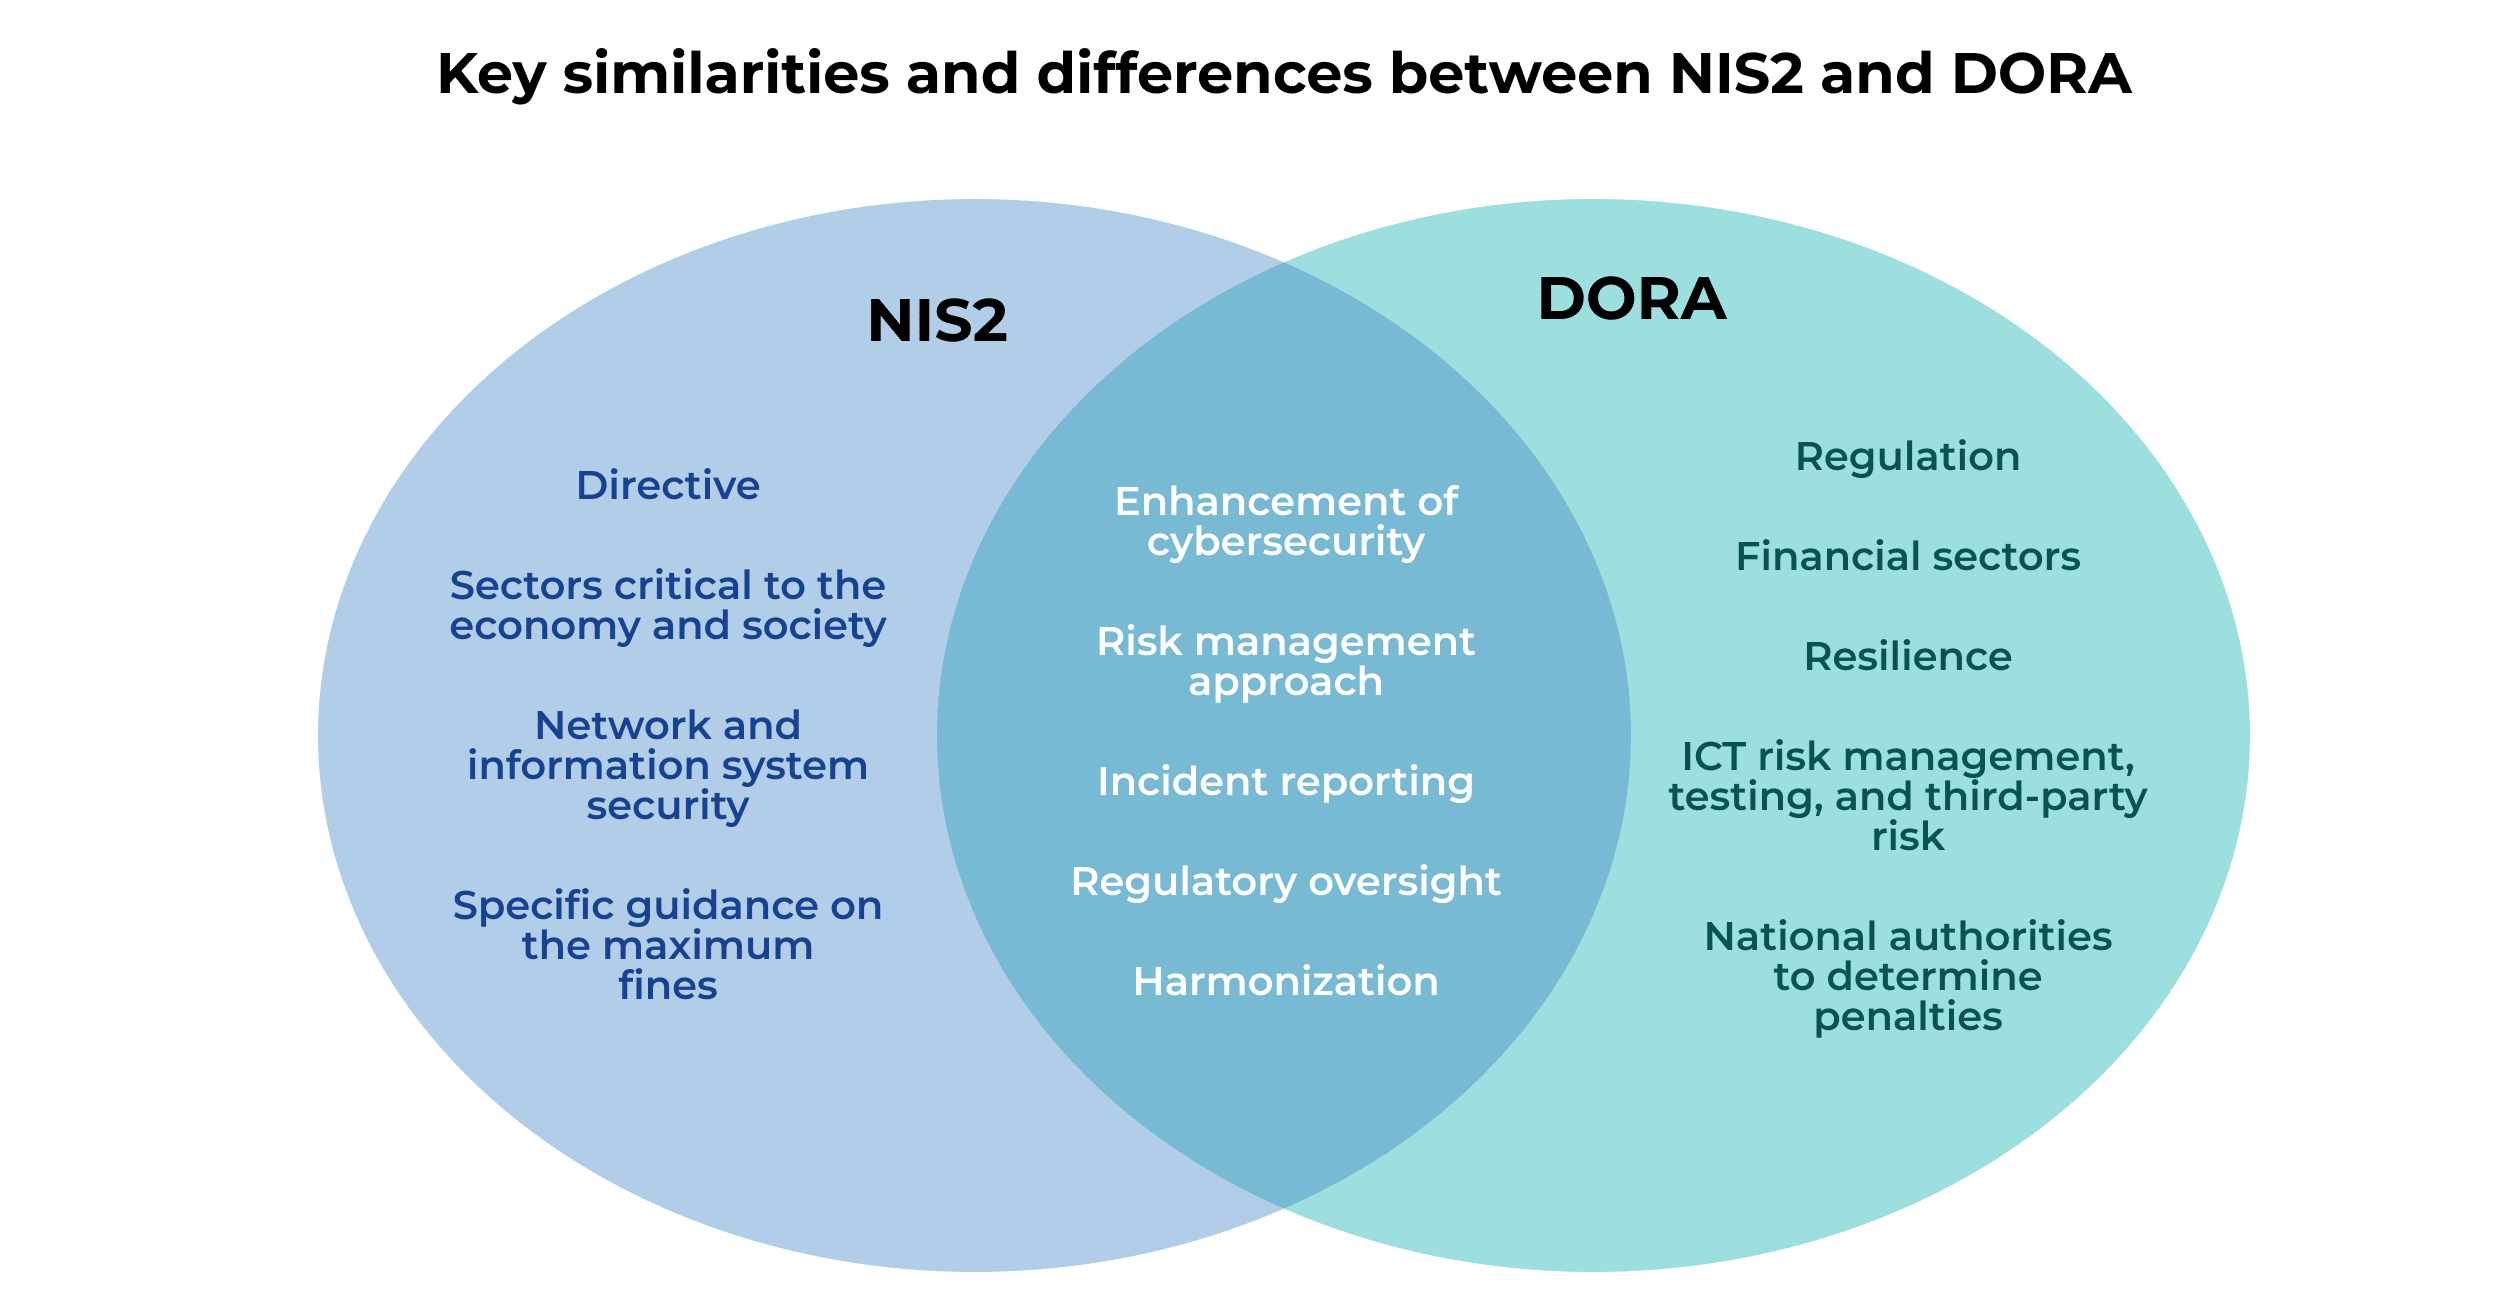 Key similarities and differences between NIS2 and DORA
NIS2
Directive
Sectors critical to the
economy and society
Network and
information system
security
Specific guidance on
the maximum
fines
Enhancement of
cybersecurity
Risk management
approach
Incident reporting
Regulatory oversight
Harmonization
DORA
Regulation
Financial sectors
Resilience
ICT risk management,
testing, and third-party
risk
National authorities
to determine
penalties